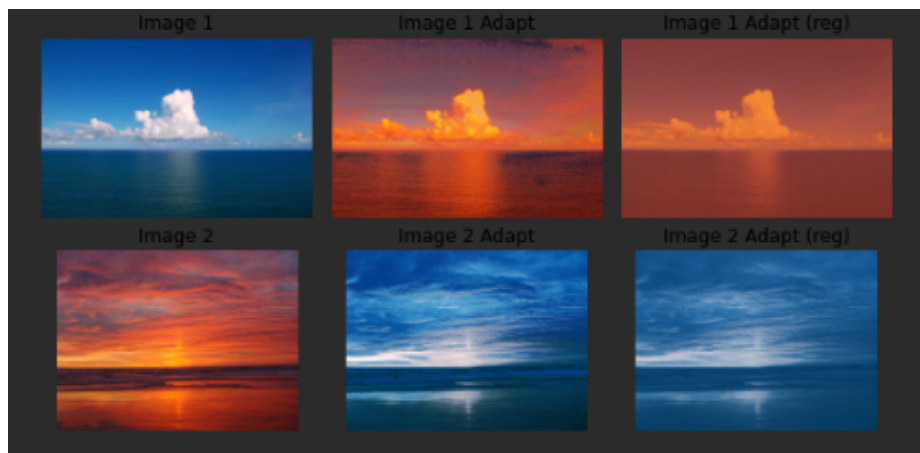 Image 1
Image 1 Adapt
Image 1 Adapt (reg)
Image 2
Image 2 Adapt
Image 2 Adapt (reg)